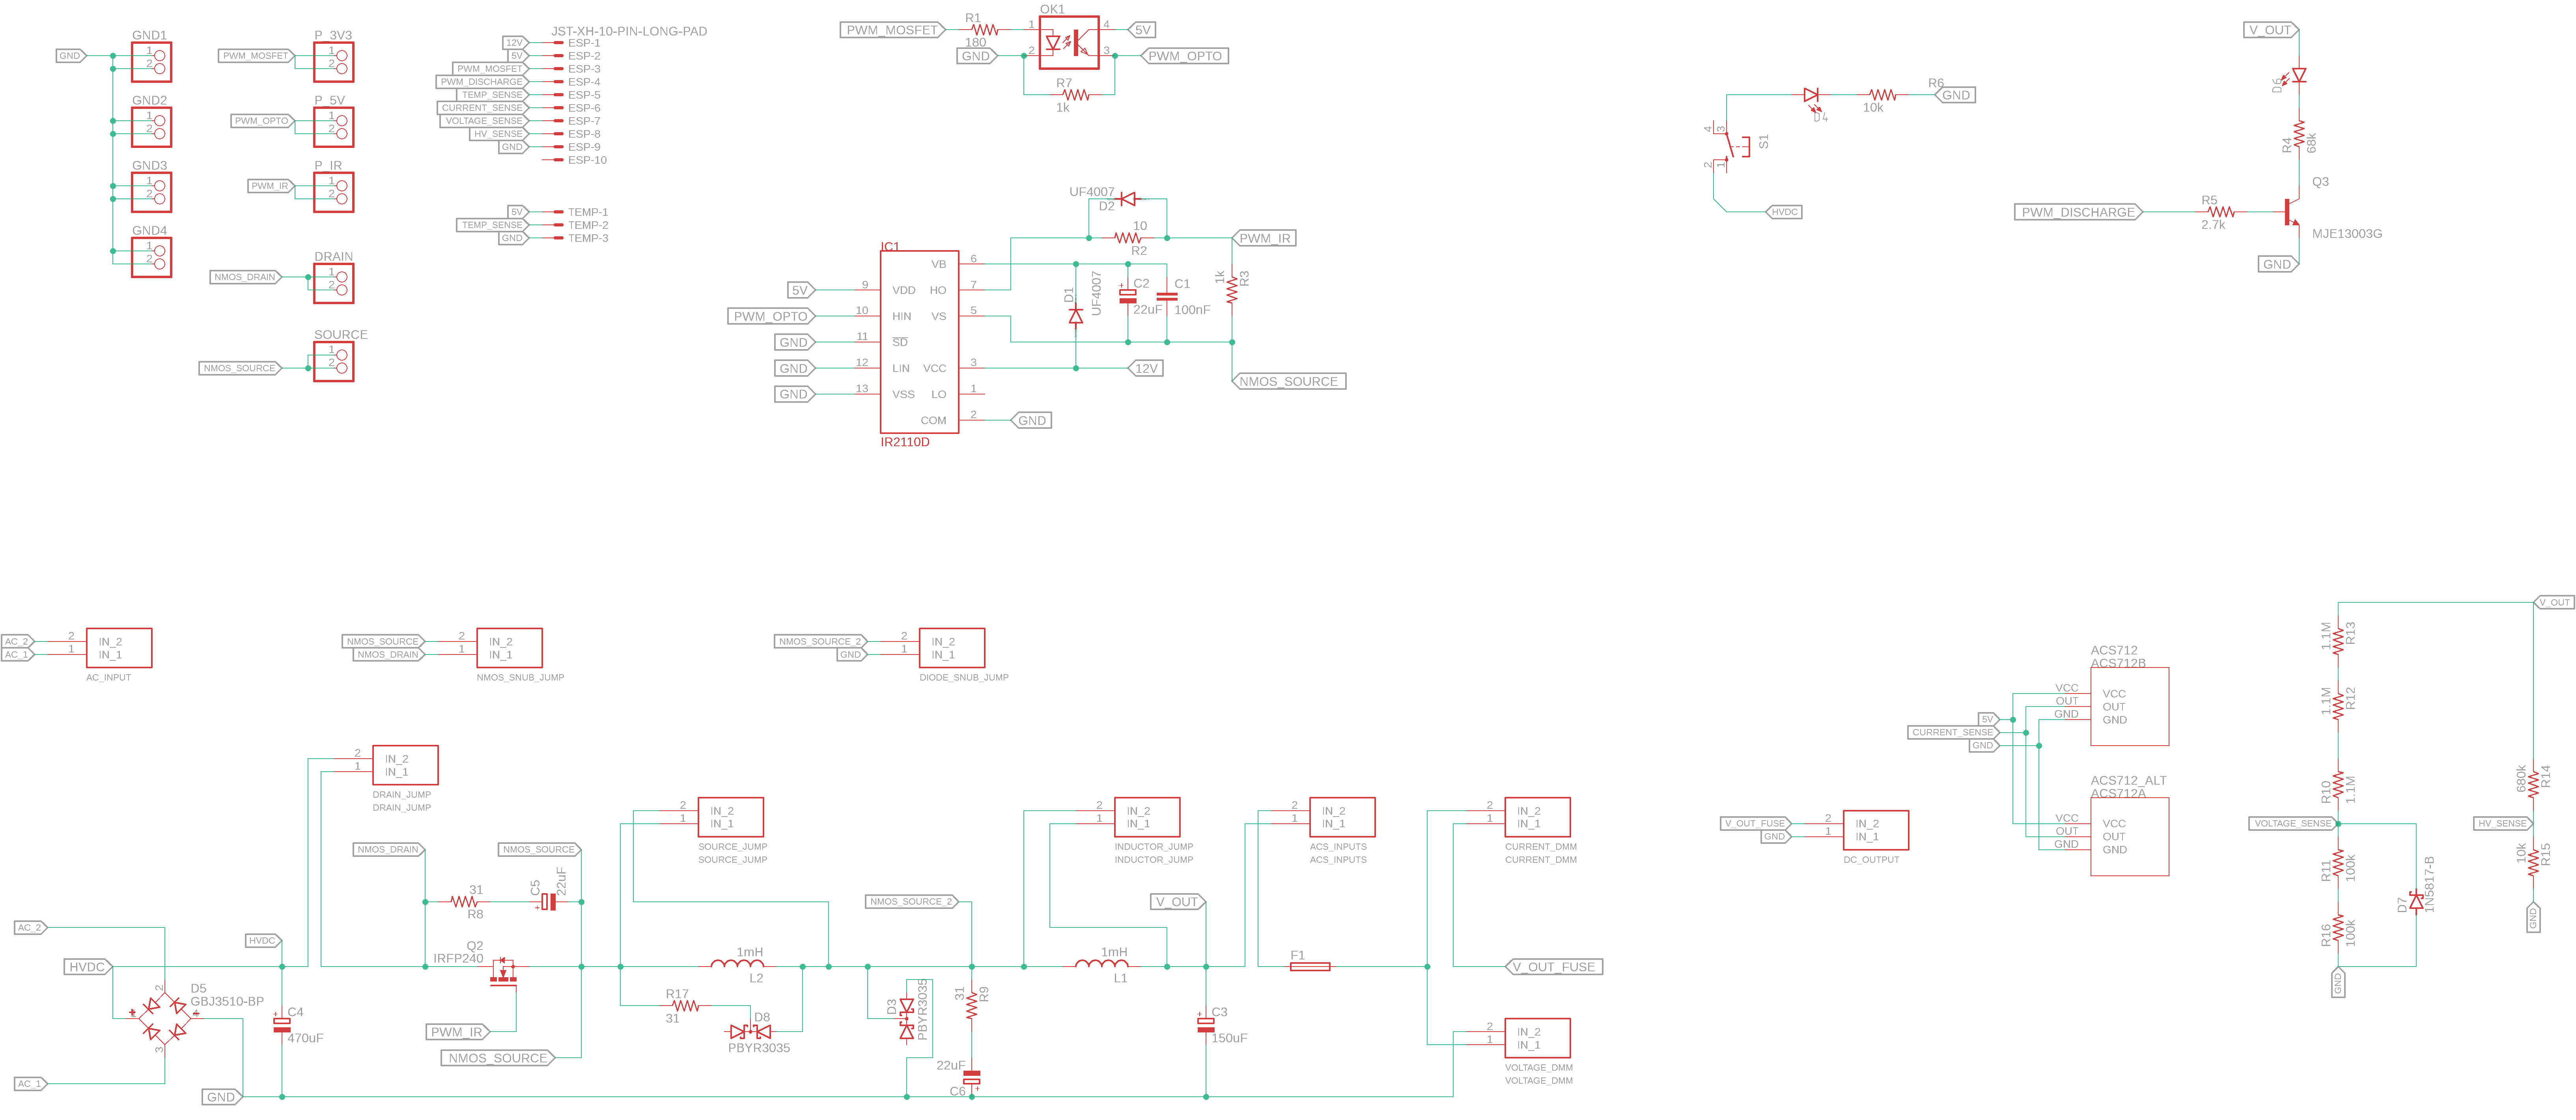 GND1
GND
1
2
GND2
1
2
GND3
1
2
GND4
1
2
P_3V3
PWM_MOSFET
1
2
P_5V
PWM_OPTO
1
2
P_IR
PWM_IR
1
2
DRAIN
NMOS_DRAIN
1
2
SOURCE
NMOS_SOURCE
1
2
JST-XH-10-PIN-LONG-PAD
12V ESP-1
5V ESP-2
PWM_MOSFET ESP-3
PWM_DISCHARGE ESP-4
TEMP_SENSE ESP-5
CURRENT_SENSE ESP-6
VOLTAGE_SENSE ESP-7
HV_SENSE ESP-8
GND ESP-9
ESP-10
5V TEMP-1
TEMP_SENSE TEMP-2
GND TEMP-3
OK1
PWM_MOSFET R1 1 4 5V
180
GND 2 3 PWM_OPTO
R7
1k
UF4007
D2
10
R2
PWM_IR
IC1
VB 6
5V 9 VDD HO 7
PWM_OPTO 10 HIN VS 5
GND 11 SD
GND 12 LIN VCC 3 12V
GND 13 VSS LO 1
COM 2 GND
IR2110D
D1
UF4007
C2
22uF
C1
100nF
1k
R3
NMOS_SOURCE
4 3
S1
2 1
HVDC
D4
R6
10k
GND
V_OUT
D6
R4
68k
Q3
PWM_DISCHARGE
R5
2.7k
MJE13003G
GND
AC_2 2 IN_2
AC_1 1 IN_1
AC_INPUT
NMOS_SOURCE 2 IN_2
NMOS_DRAIN 1 IN_1
NMOS_SNUB_JUMP
NMOS_SOURCE_2 2 IN_2
GND 1 IN_1
DIODE_SNUB_JUMP
2 IN_2
1 IN_1
DRAIN_JUMP
DRAIN_JUMP
2 IN_2
1 IN_1
SOURCE_JUMP
SOURCE_JUMP
2 IN_2
1 IN_1
INDUCTOR_JUMP
INDUCTOR_JUMP
2 IN_2
1 IN_1
ACS_INPUTS
ACS_INPUTS
2 IN_2
1 IN_1
CURRENT_DMM
CURRENT_DMM
AC_2
HVDC
HVDC
2
D5
GBJ3510-BP
3
AC_1
GND
C4
470uF
NMOS_DRAIN
NMOS_SOURCE
31
R8
C5
22uF
Q2
IRFP240
PWM_IR
NMOS_SOURCE
1mH
L2
R17
31
D8
PBYR3035
NMOS_SOURCE_2
D3
PBYR3035
31
R9
22uF
C6
1mH
L1
V_OUT
C3
150uF
F1
V_OUT_FUSE
2 IN_2
1 IN_1
VOLTAGE_DMM
VOLTAGE_DMM
V_OUT_FUSE 2 IN_2
GND 1 IN_1
DC_OUTPUT
ACS712
ACS712B
VCC VCC
OUT OUT
GND GND
5V
CURRENT_SENSE
GND
ACS712_ALT
ACS712A
VCC VCC
OUT OUT
GND GND
V_OUT
1.1M
R13
1.1M
R12
R10
1.1M
VOLTAGE_SENSE
R11
100k
R16
100k
GND
D7
1N5817-B
680k
R14
HV_SENSE
10k
R15
GND